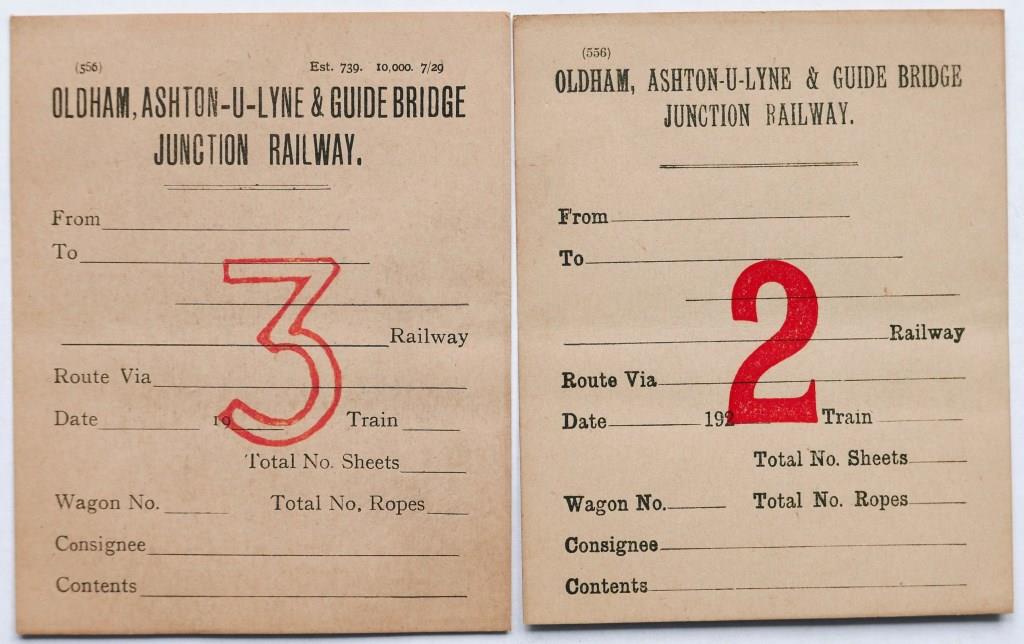 (556) Est. 739. 10,000. 7/29
OLDHAM, ASHTON-U-LYNE & GUIDE BRIDGE
JUNCTION RAILWAY.
From
To
3
Railway
Route Via
Date 19 Train
Total No. Sheets
Wagon No. Total No, Ropes
Consignee
Contents
(556)
OLDHAM, ASHTON-U-LYNE & GUIDE BRIDGE
JUNCTION RAILWAY.
From
To
2
Railway
Route Via
Date 192 Train
Total No. Sheets
Wagon No. Total No. Ropes
Consignee
Contents